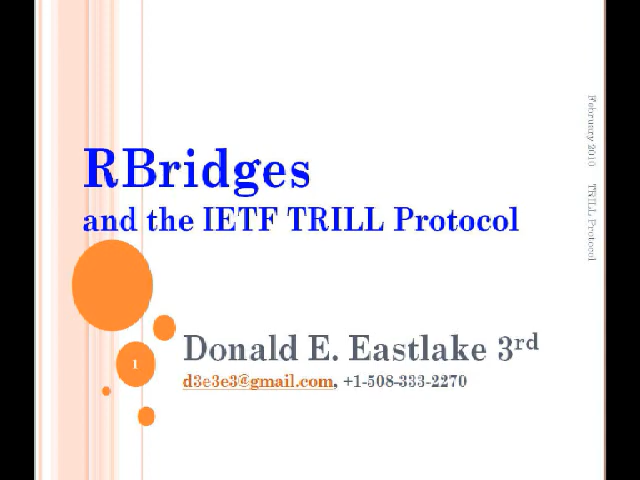 RBridges
and the IETF TRILL Protocol
Donald E. Eastlake 3rd
d3e3e3@gmail.com, +1-508-333-2270
1
February 2010 TRILL Protocol